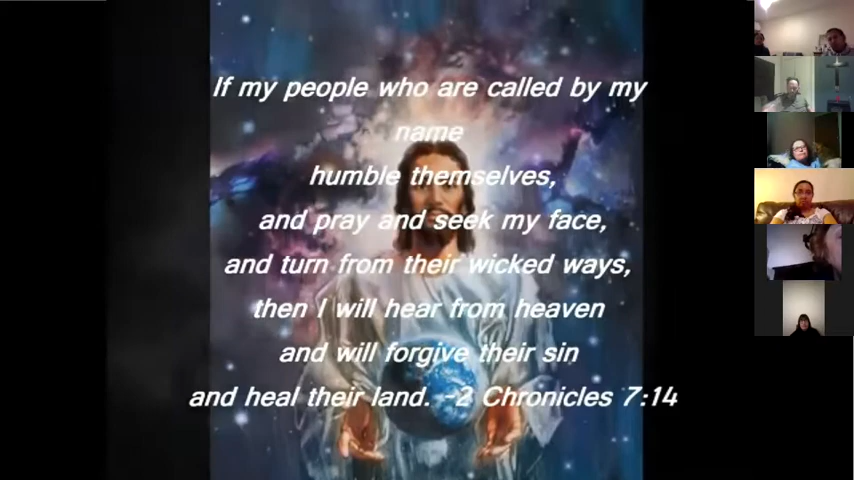 If my people who are called by my
name
humble themselves,
and pray and seek my face,
and turn from their wicked ways,
then I will hear from heaven
and will forgive their sin
and heal their land. -2 Chronicles 7:14